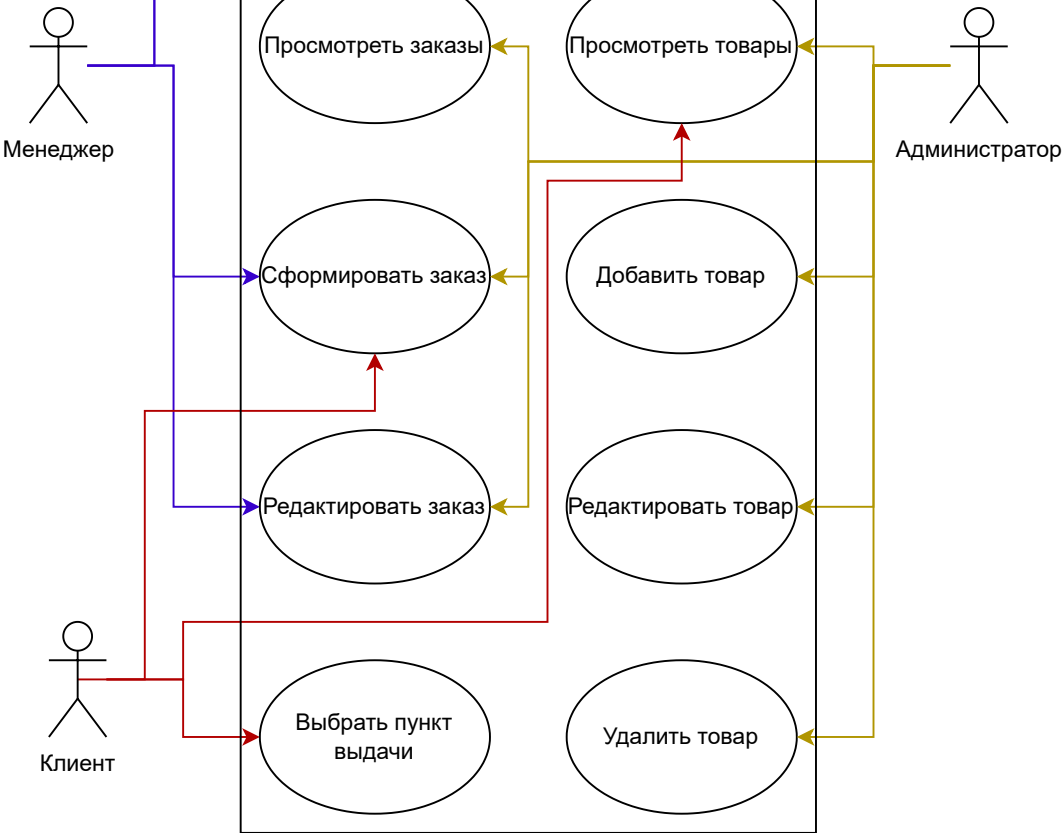 Просмотреть заказы
Просмотреть товары
Менеджер
Администратор
Сформировать заказ
Добавить товар
Редактировать заказ
Редактировать товар
Выбрать пункт
выдачи
Удалить товар
Клиент